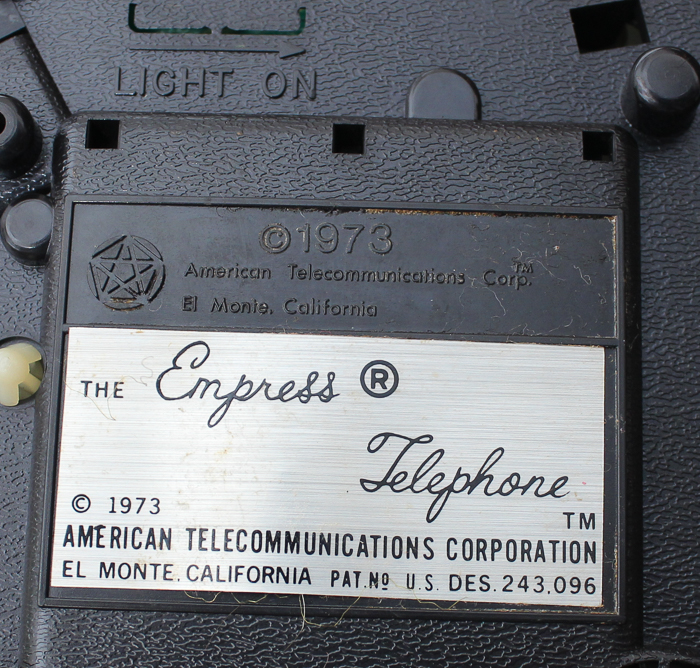 LIGHT ON
©1973
American Telecommunications Corp.™
El Monte, California
THE Empress ®
Telephone
© 1973 TM
AMERICAN TELECOMMUNICATIONS CORPORATION
EL MONTE. CALIFORNIA PAT.Nº U.S. DES.243,096